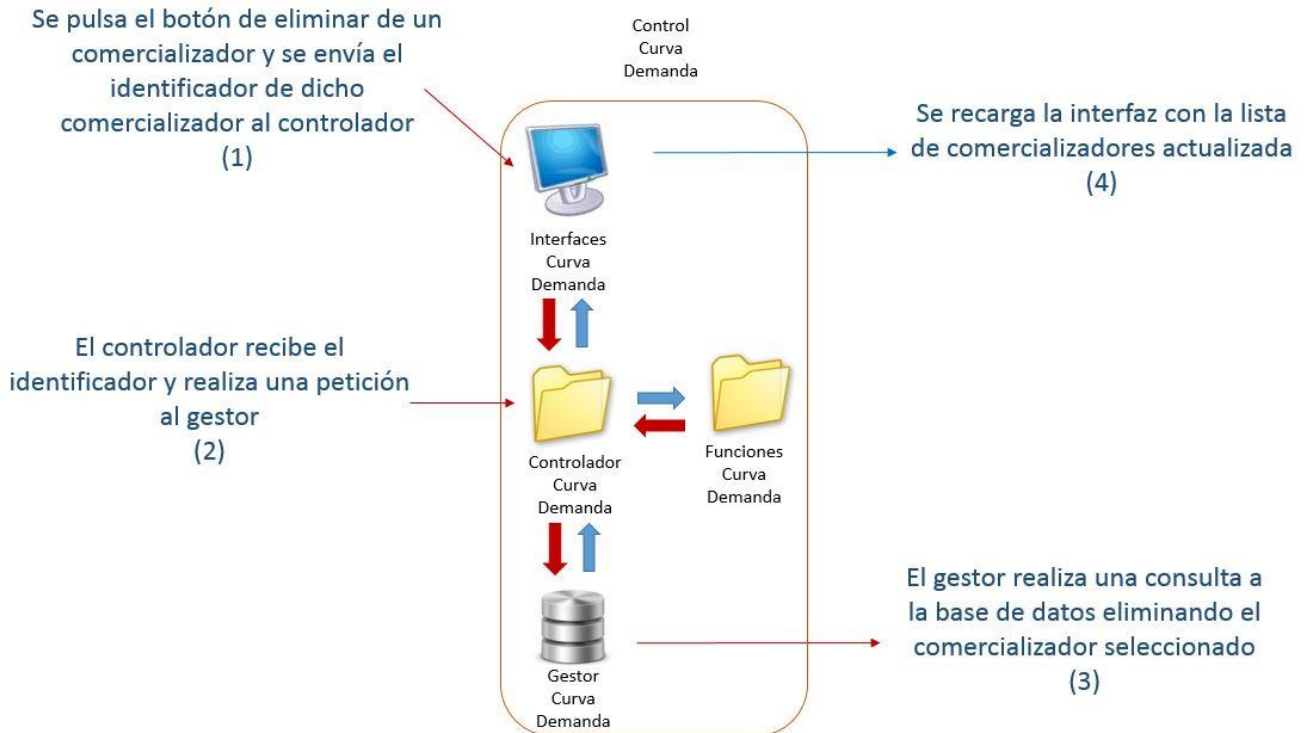 Se pulsa el botón de eliminar de un
comercializador y se envía el
identificador de dicho
comercializador al controlador
(1)
Control
Curva
Demanda
Se recarga la interfaz con la lista
de comercializadores actualizada
(4)
Interfaces
Curva
Demanda
El controlador recibe el
identificador y realiza una petición
al gestor
(2)
Controlador
Curva
Demanda
Funciones
Curva
Demanda
El gestor realiza una consulta a
la base de datos eliminando el
comercializador seleccionado
(3)
Gestor
Curva
Demanda